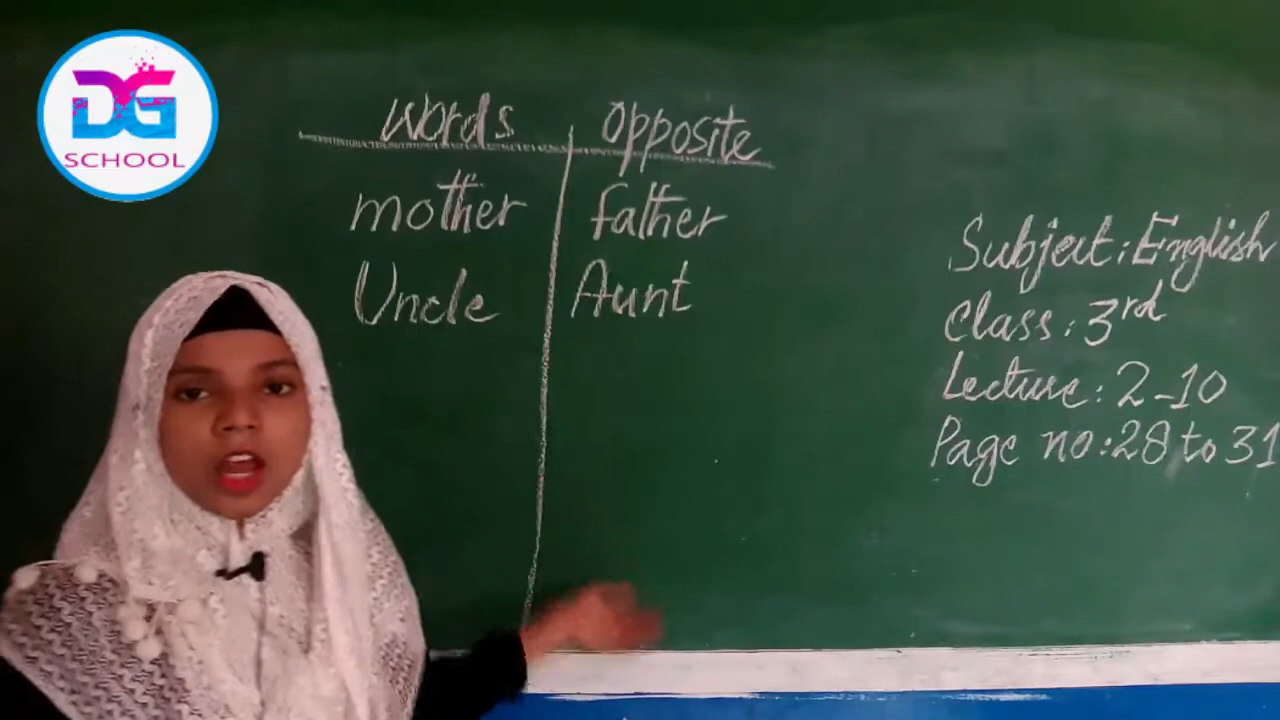 DG
SCHOOL
Words opposite
mother father
Uncle Aunt
Subject: English
Class: 3rd
Lecture: 2-10
Page no: 28 to 31